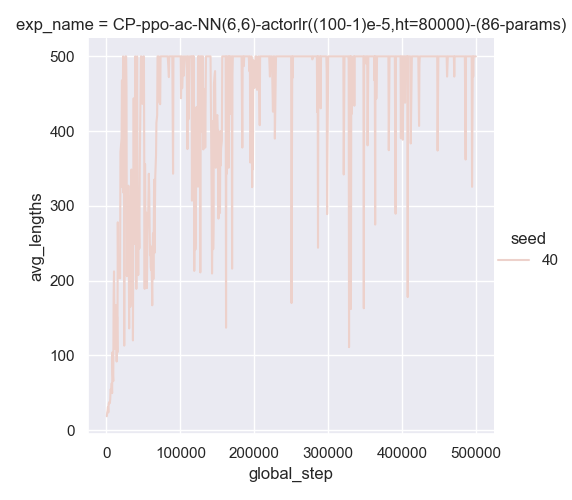 exp_name = CP-ppo-ac-NN(6,6)-actorlr((100-1)e-5,ht=80000)-(86-params)
500
400
300
200
100
0
avg_lengths
0 100000 200000 300000 400000 500000
global_step
seed
40